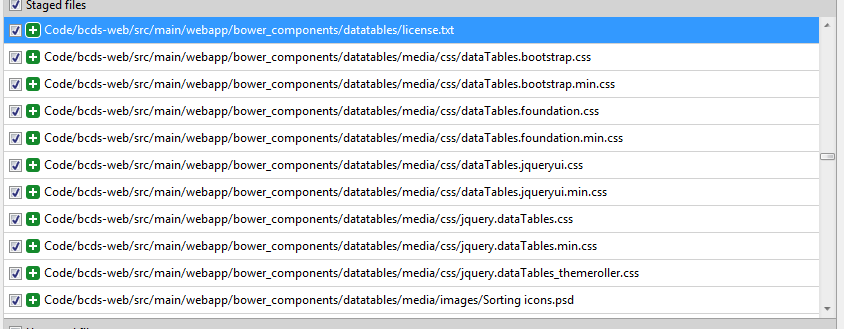 Staged files
Code/bcds-web/src/main/webapp/bower_components/datatables/license.txt
Code/bcds-web/src/main/webapp/bower_components/datatables/media/css/dataTables.bootstrap.css
Code/bcds-web/src/main/webapp/bower_components/datatables/media/css/dataTables.bootstrap.min.css
Code/bcds-web/src/main/webapp/bower_components/datatables/media/css/dataTables.foundation.css
Code/bcds-web/src/main/webapp/bower_components/datatables/media/css/dataTables.foundation.min.css
Code/bcds-web/src/main/webapp/bower_components/datatables/media/css/dataTables.jqueryui.css
Code/bcds-web/src/main/webapp/bower_components/datatables/media/css/dataTables.jqueryui.min.css
Code/bcds-web/src/main/webapp/bower_components/datatables/media/css/jquery.dataTables.css
Code/bcds-web/src/main/webapp/bower_components/datatables/media/css/jquery.dataTables.min.css
Code/bcds-web/src/main/webapp/bower_components/datatables/media/css/jquery.dataTables_themeroller.css
Code/bcds-web/src/main/webapp/bower_components/datatables/media/images/Sorting icons.psd